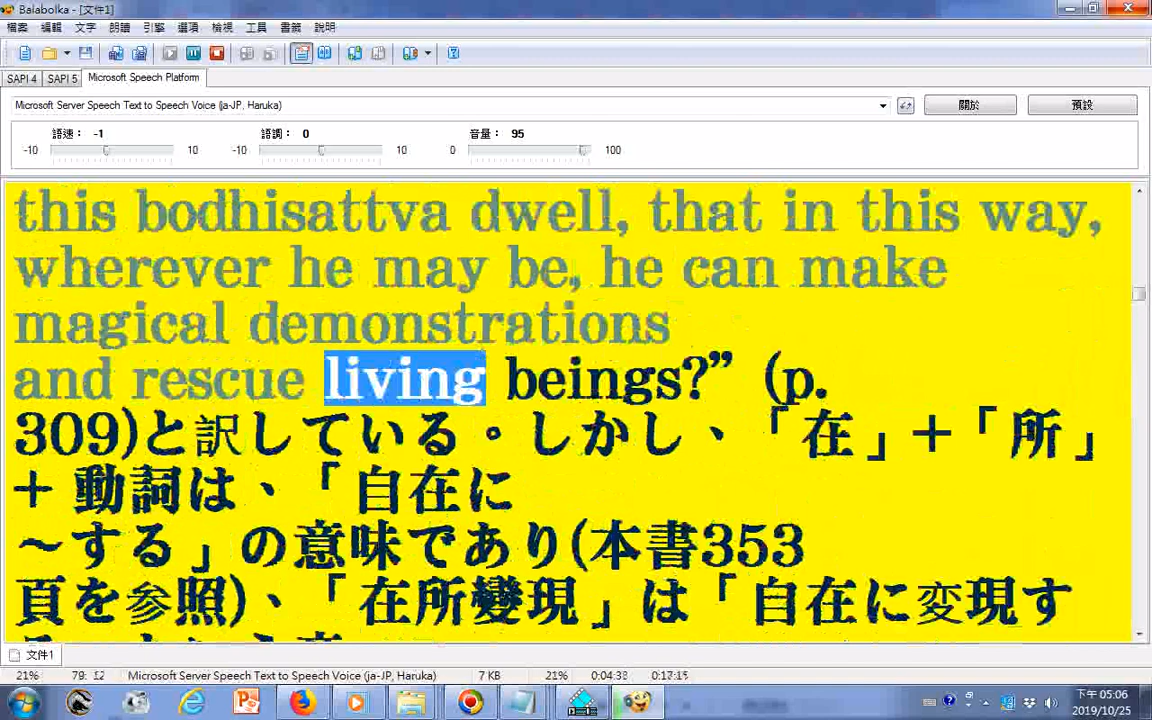 Balabolka - [文件1]
檔案 編輯 文字 朗讀 引擎 選項 檢視 工具 書籤 說明
SAPI 4 SAPI 5 Microsoft Speech Platform
Microsoft Server Speech Text to Speech Voice (ja-JP, Haruka) 關於 預設
語速： -1 語調： 0 音量： 95
-10 10 -10 10 0 100
this bodhisattva dwell, that in this way,
wherever he may be, he can make
magical demonstrations
and rescue living beings?” (p.
309)と訳している。しかし、「在」+「所」
+ 動詞は、「自在に
～する」の意味であり(本書353
頁を参照)、「在所變現」は「自在に変現す
文件1
21% 79: 12 Microsoft Server Speech Text to Speech Voice (ja-JP, Haruka) 7 KB 21% 0:04:38 0:17:15
下午 05:06
2019/10/25